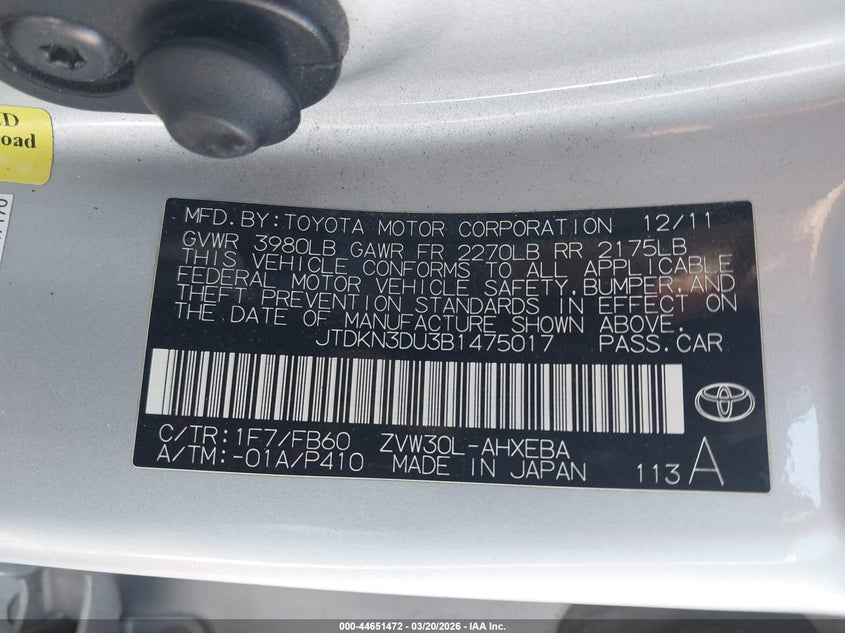 ED
oad
MFD. BY: TOYOTA MOTOR CORPORATION 12/11
GVWR 3980LB GAWR FR 2270LB RR 2175LB
THIS VEHICLE CONFORMS TO ALL APPLICABLE
FEDERAL MOTOR VEHICLE SAFETY, BUMPER, AND
THEFT PREVENTION STANDARDS IN EFFECT ON
THE DATE OF MANUFACTURE SHOWN ABOVE.
JTDKN3DU3B1475017 PASS. CAR
C/TR: 1F7/FB60 ZVW30L-AHXEBA
A/TM: -01A/P410 MADE IN JAPAN 113 A
000-44651472 | 03/20/2026 - IAA Inc.